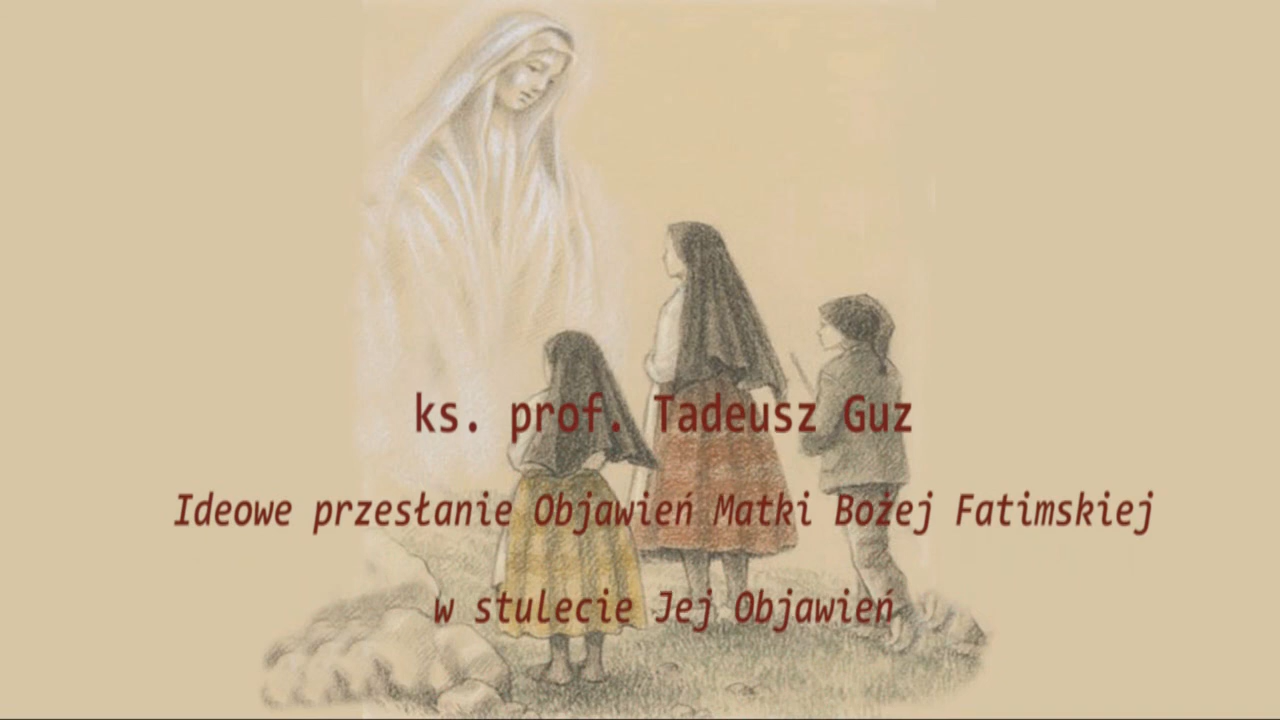 ks. prof. Tadeusz Guz
Ideowe przesłanie Objawień Matki Bożej Fatimskiej
w stulecie Jej Objawień